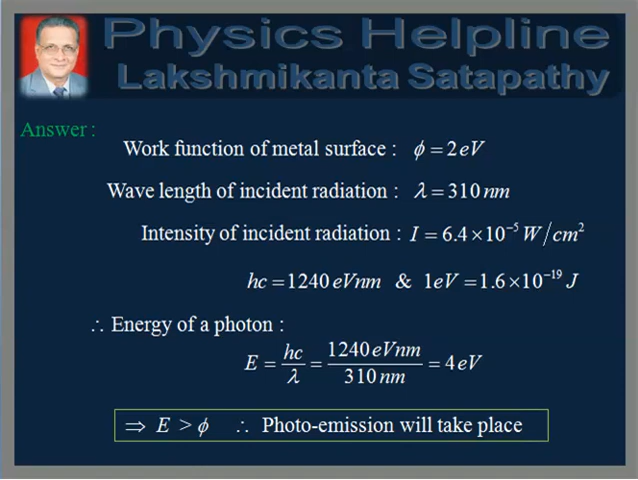 Physics Helpline
Lakshmikanta Satapathy
Answer :
Work function of metal surface : ϕ = 2 eV
Wave length of incident radiation : λ = 310 nm
Intensity of incident radiation : I = 6.4 × 10⁻⁵ W/cm²
hc = 1240 eVnm & 1eV = 1.6 × 10⁻¹⁹ J
∴ Energy of a photon :
E = hc/λ = 1240 eVnm/310 nm = 4 eV
⇒ E > ϕ ∴ Photo-emission will take place